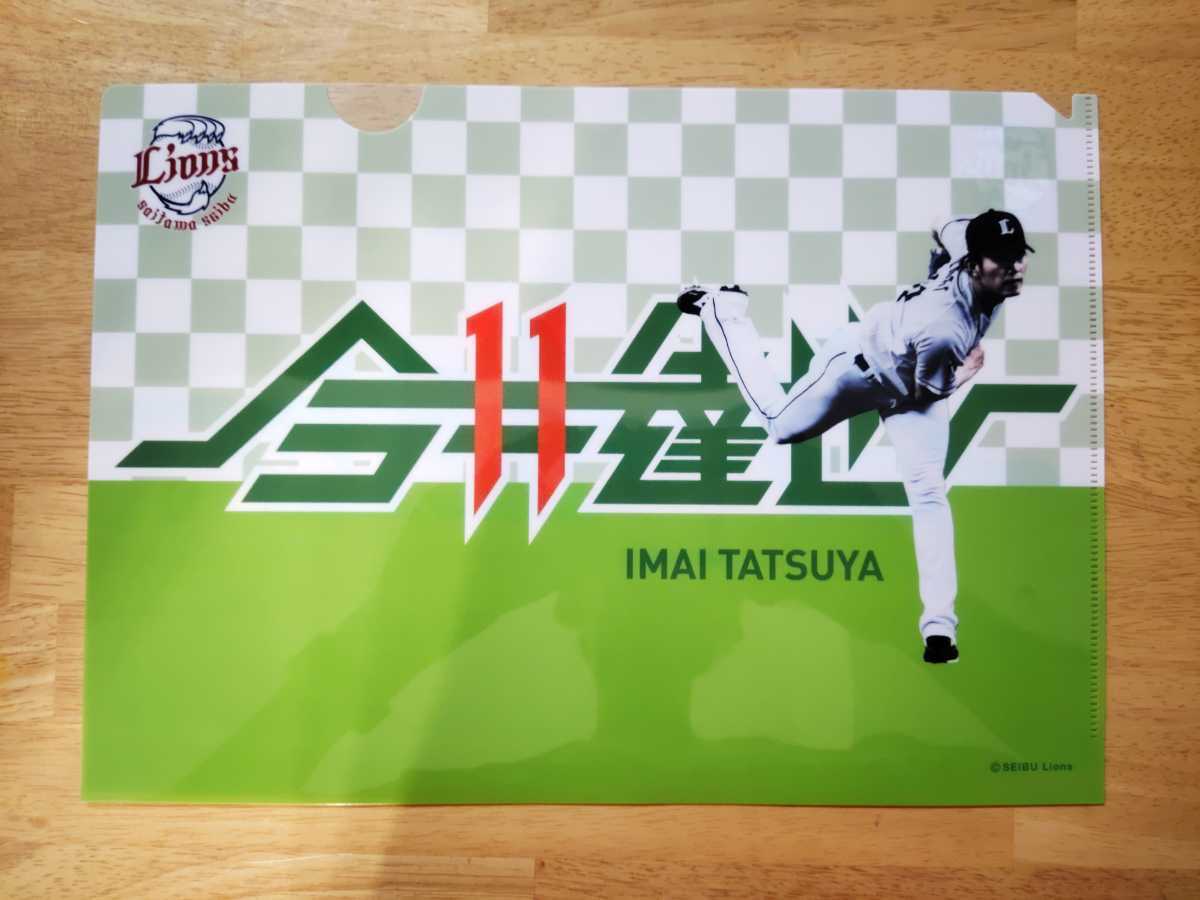 Lions
saitama seibu
L
今井達也
11
IMAI TATSUYA
©SEIBU Lions